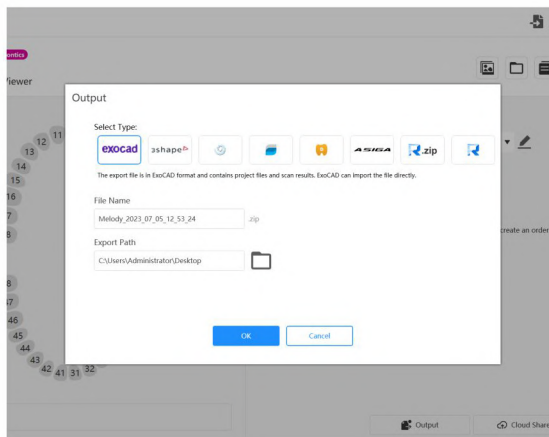 ontics
Viewer
Output
Select Type:
exocad
3shape
ASIGA
.zip
The export file is in ExoCAD format and contains project files and scan results. ExoCAD can import the file directly.
File Name
Melody_2023_07_05_12_53_24
.zip
Export Path
C:\Users\Administrator\Desktop
OK
Cancel
11
12
13
14
15
16
7
8
create an order
8
47
46
45
44
43
42 41 31 32
Output
Cloud Share